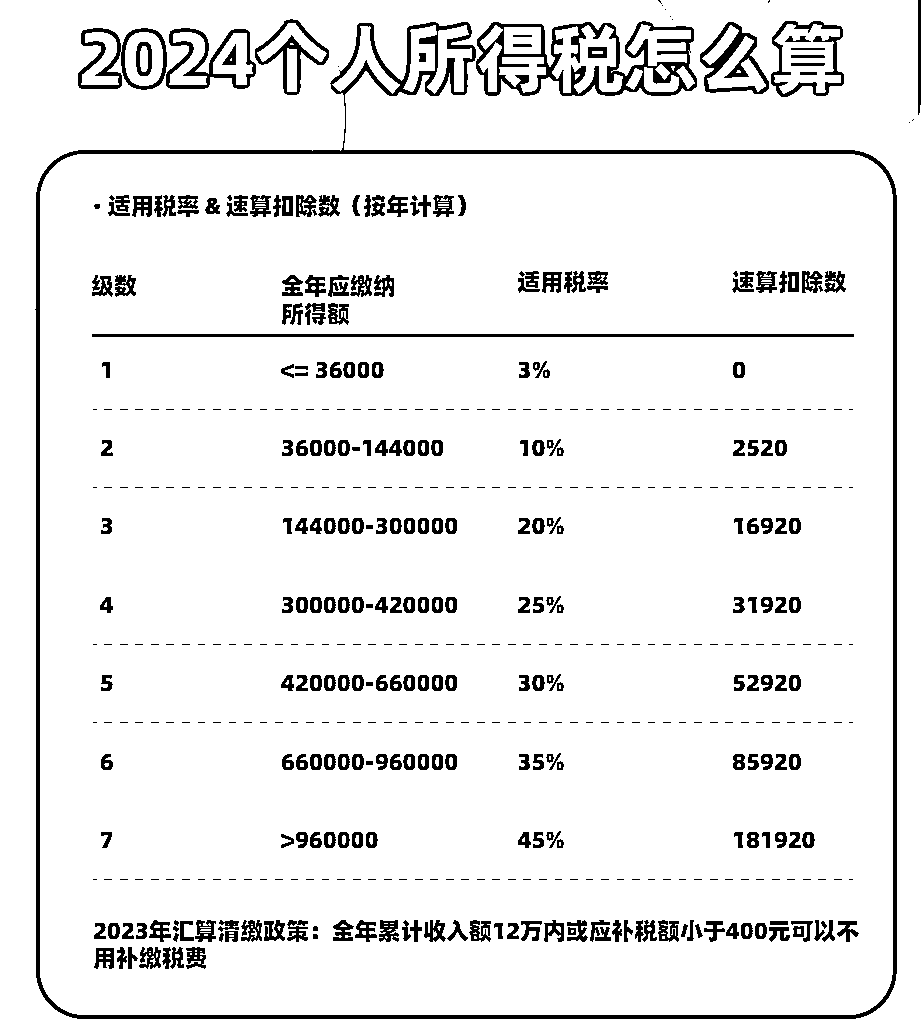 2024个人所得税怎么算
· 适用税率 & 速算扣除数（按年计算）
级数 全年应缴纳所得额 适用税率 速算扣除数
1 <= 36000 3% 0
2 36000-144000 10% 2520
3 144000-300000 20% 16920
4 300000-420000 25% 31920
5 420000-660000 30% 52920
6 660000-960000 35% 85920
7 >960000 45% 181920
2023年汇算清缴政策：全年累计收入额12万内或应补税额小于400元可以不
用补缴税费